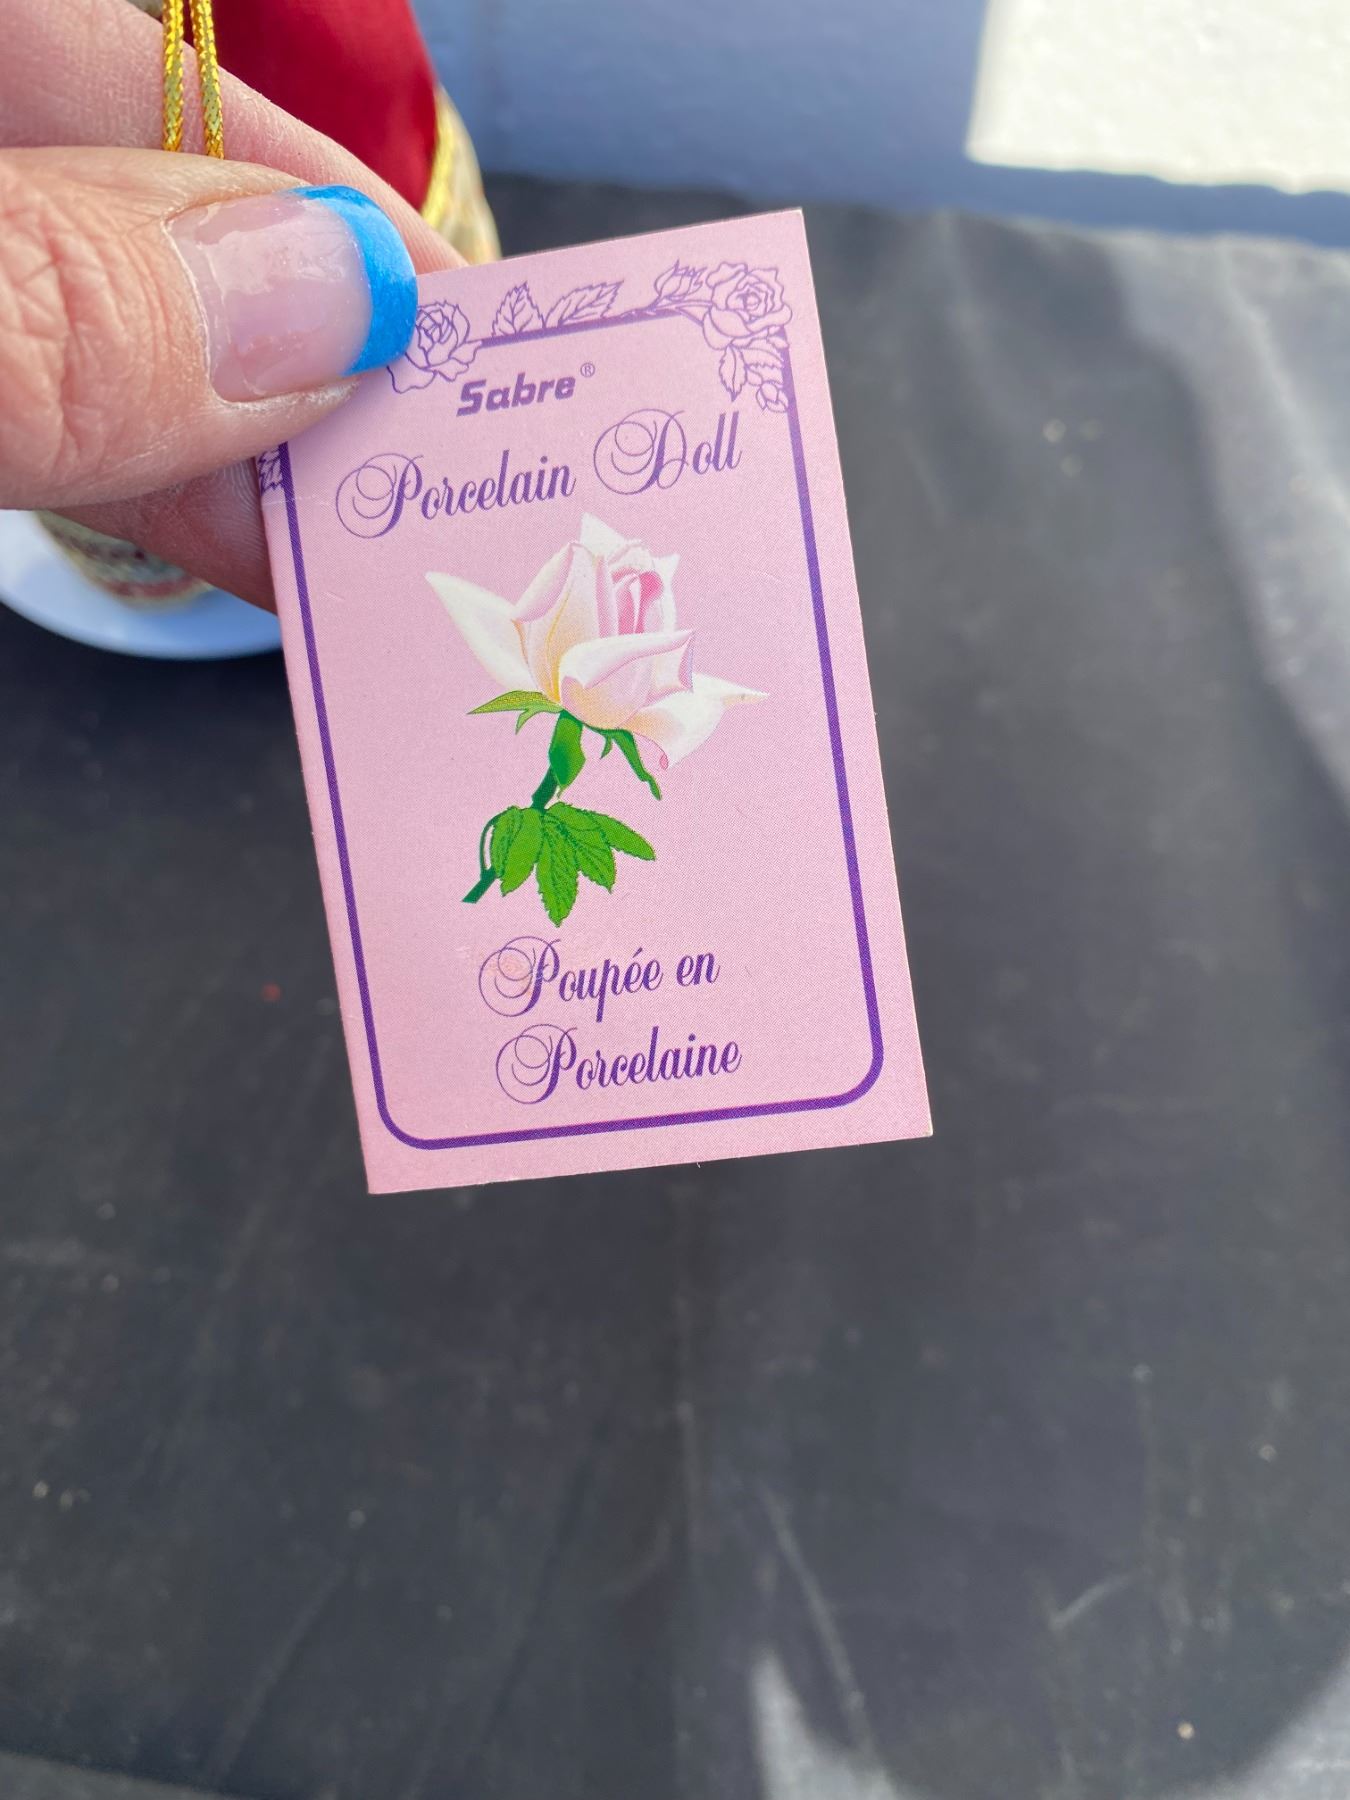 Sabre®
Porcelain Doll
Poupée en
Porcelaine